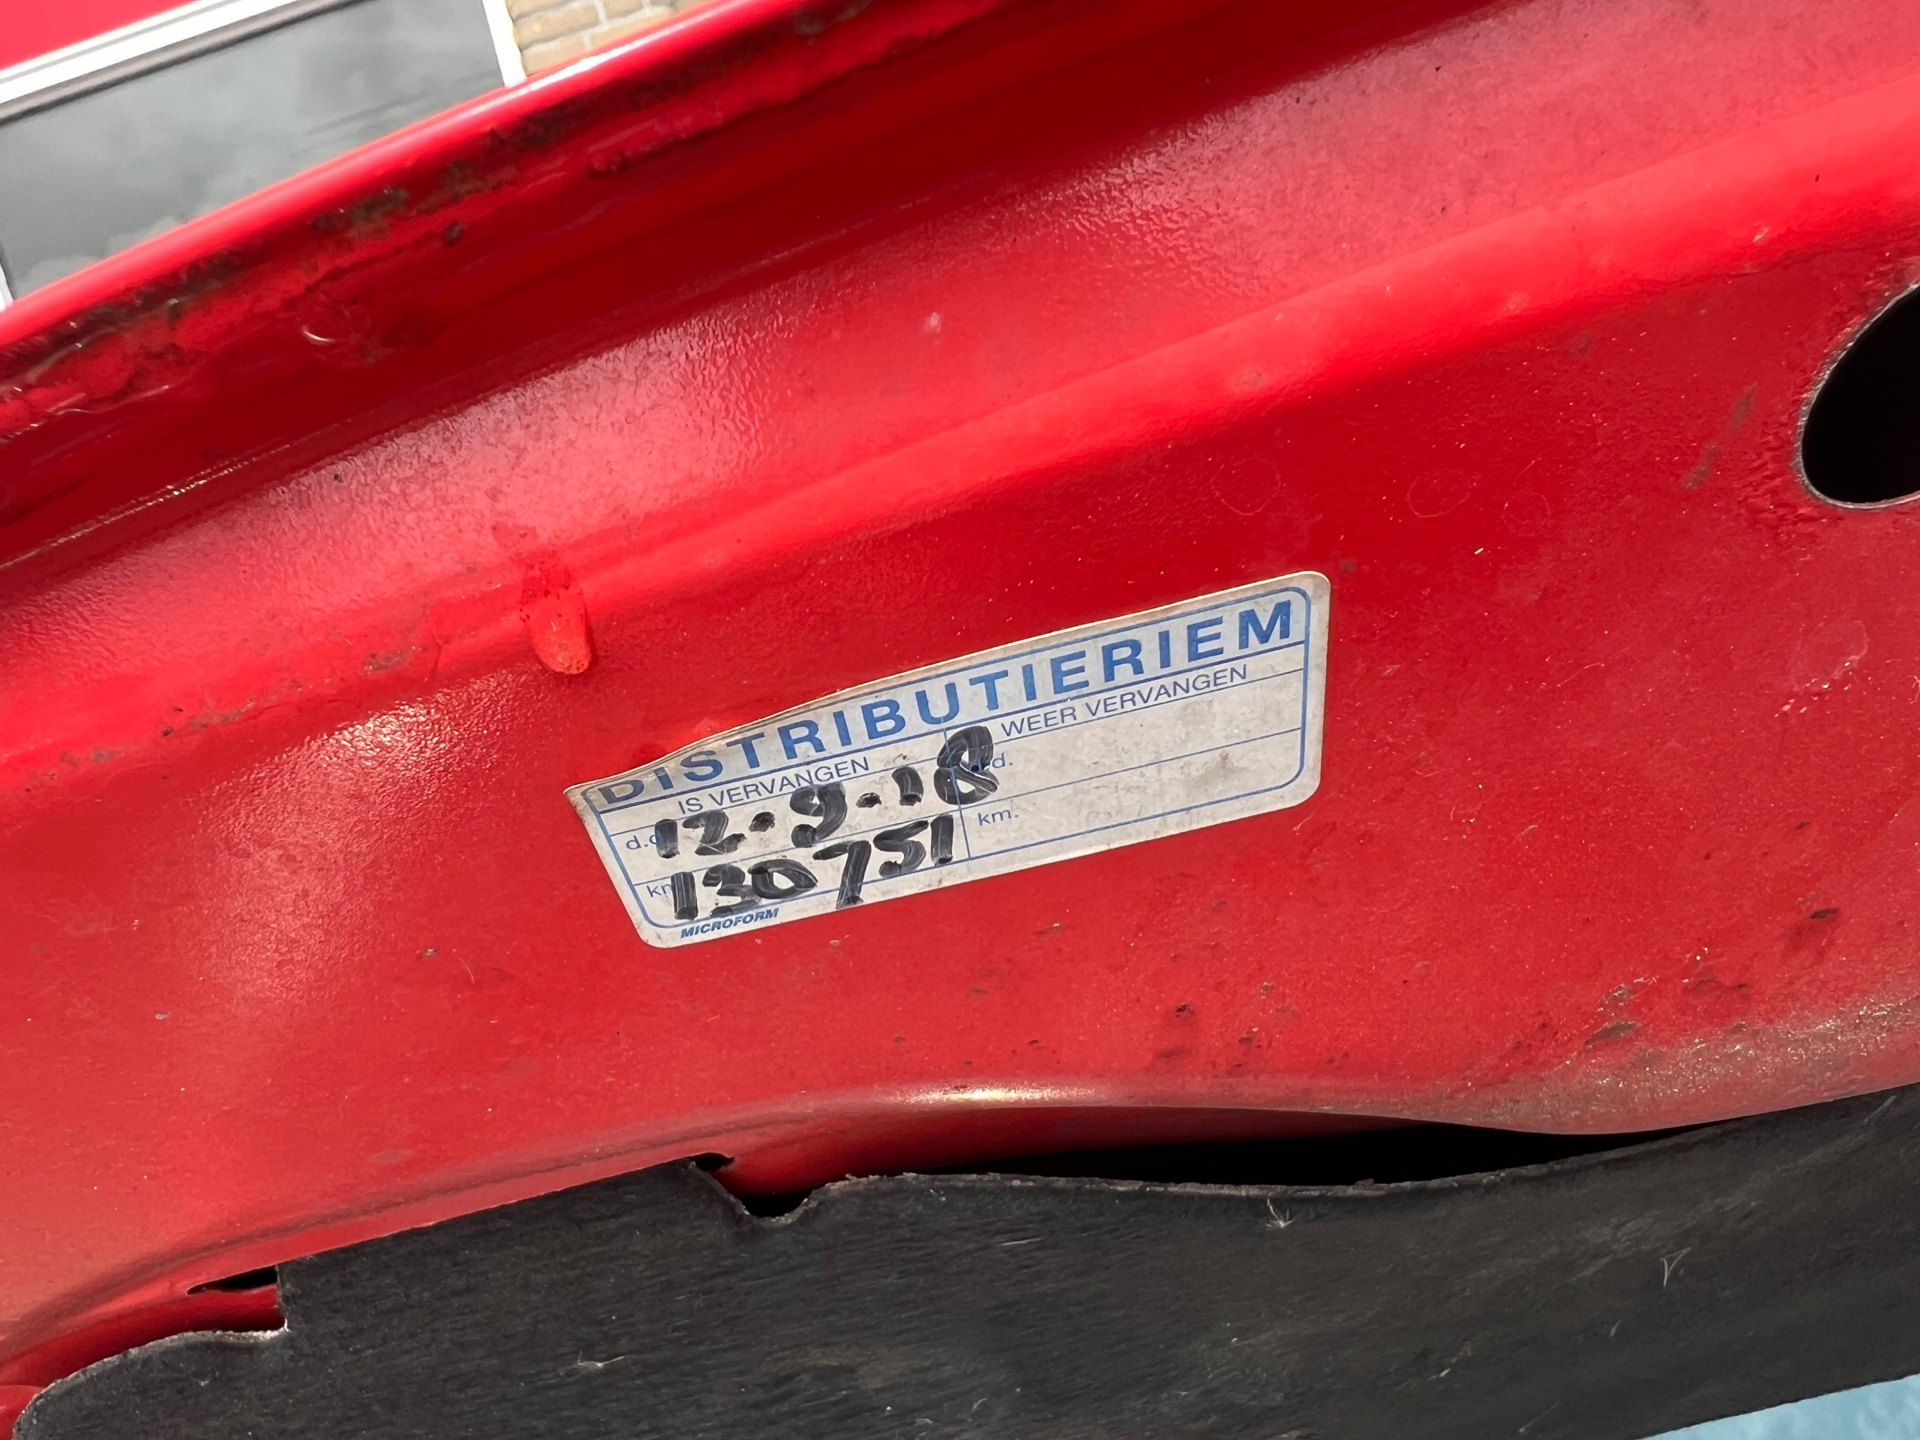 DISTRIBUTIERIEM
IS VERVANGEN WEER VERVANGEN
d.d. 12.9.18 d.d.
km 130751 km.
MICROFORM